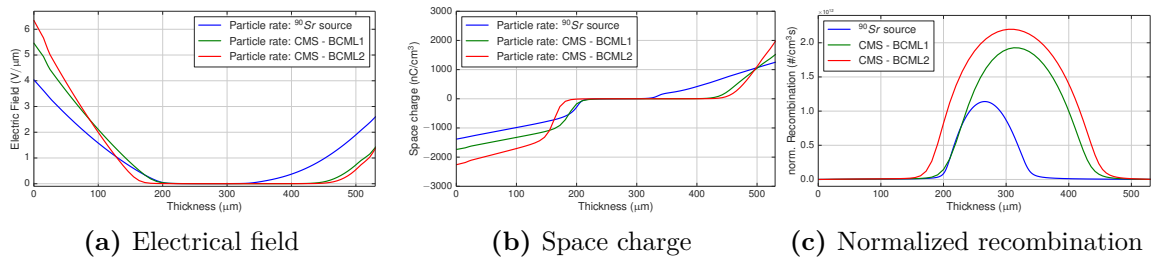 Electric Field (V/μm)
6
5
4
3
2
1
0
Particle rate: ⁹⁰Sr source
Particle rate: CMS - BCML1
Particle rate: CMS - BCML2
0 100 200 300 400 500
Thickness (μm)
(a) Electrical field
Space charge (nC/cm³)
3000
2000
1000
0
−1000
−2000
−3000
Particle rate: ⁹⁰Sr source
Particle rate: CMS - BCML1
Particle rate: CMS - BCML2
0 100 200 300 400 500
Thickness (μm)
(b) Space charge
norm. Recombination (#/cm³s)
2.0
1.5
1.0
0.5
0.0
⁹⁰Sr source
CMS - BCML1
CMS - BCML2
0 100 200 300 400 500
Thickness (μm)
(c) Normalized recombination